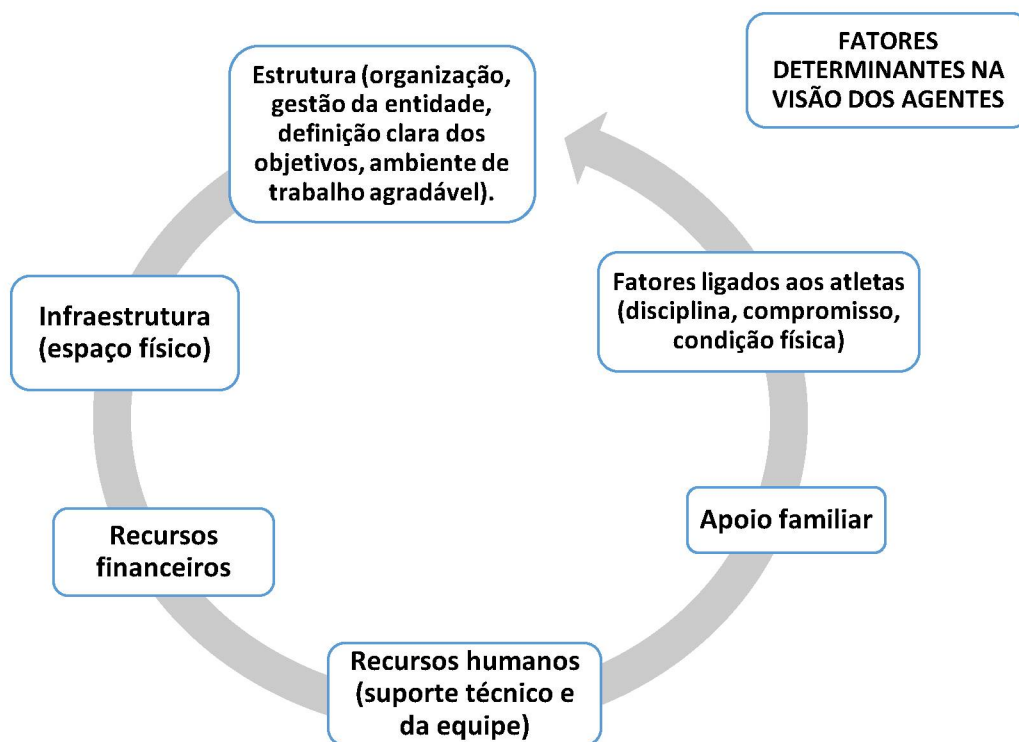 FATORES
DETERMINANTES NA
VISÃO DOS AGENTES
Estrutura (organização,
gestão da entidade,
definição clara dos
objetivos, ambiente de
trabalho agradável).
Infraestrutura
(espaço físico)
Recursos
financeiros
Recursos humanos
(suporte técnico e
da equipe)
Apoio familiar
Fatores ligados aos atletas
(disciplina, compromisso,
condição física)